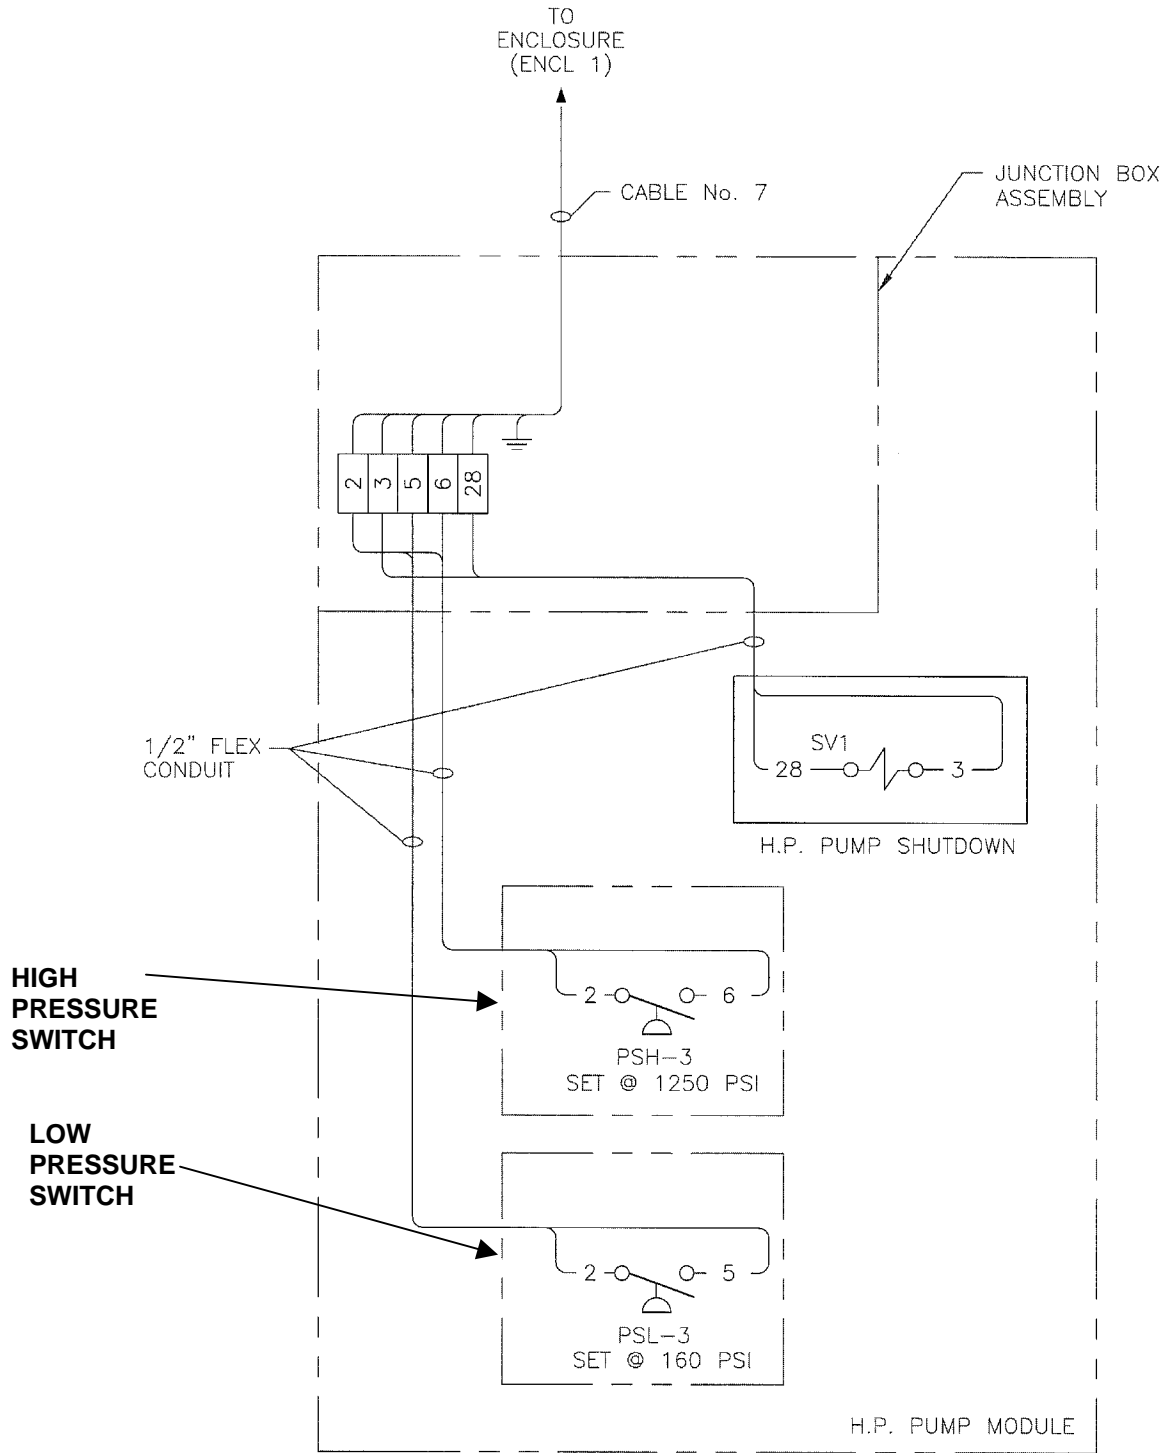 TO
ENCLOSURE
(ENCL 1)
CABLE No. 7
JUNCTION BOX
ASSEMBLY
2 3 5 6 28
1/2" FLEX
CONDUIT
SV1
28 3
H.P. PUMP SHUTDOWN
HIGH
PRESSURE
SWITCH
2 6
PSH-3
SET @ 1250 PSI
LOW
PRESSURE
SWITCH
2 5
PSL-3
SET @ 160 PSI
H.P. PUMP MODULE